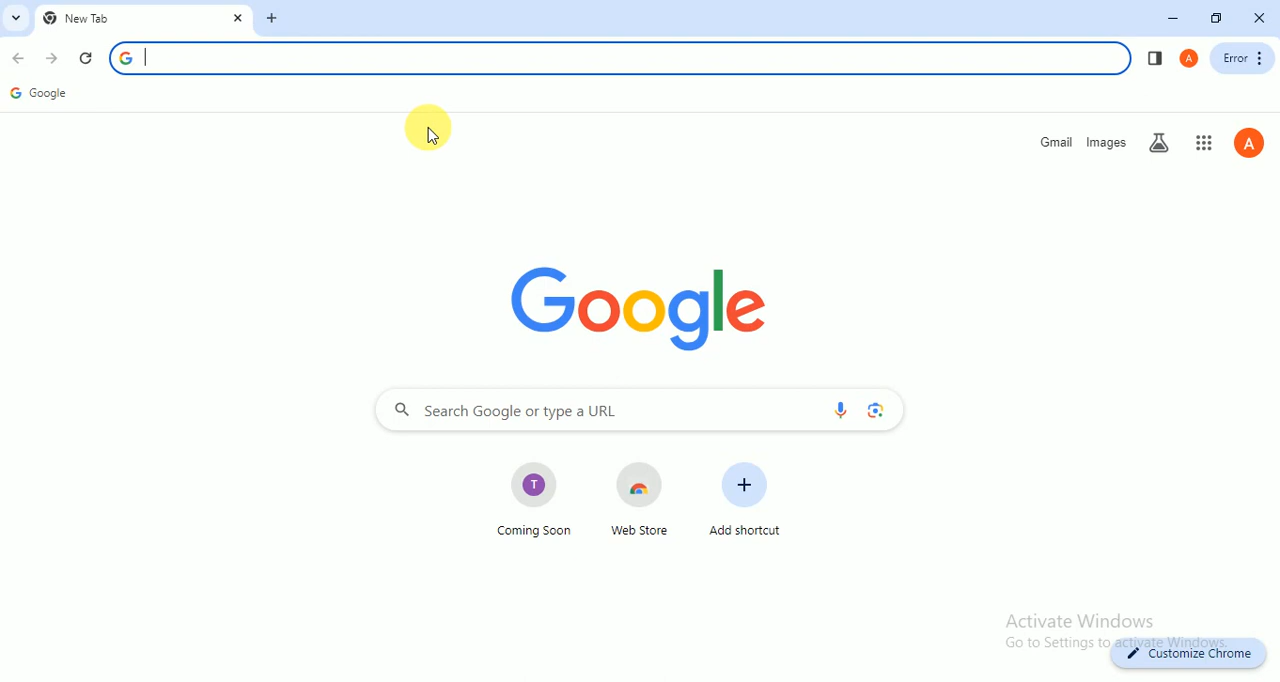 New Tab
Error
Google
Gmail Images A
A
Google
Search Google or type a URL
T
Coming Soon Web Store Add shortcut
Activate Windows
Go to Settings to activate Windows.
Customize Chrome